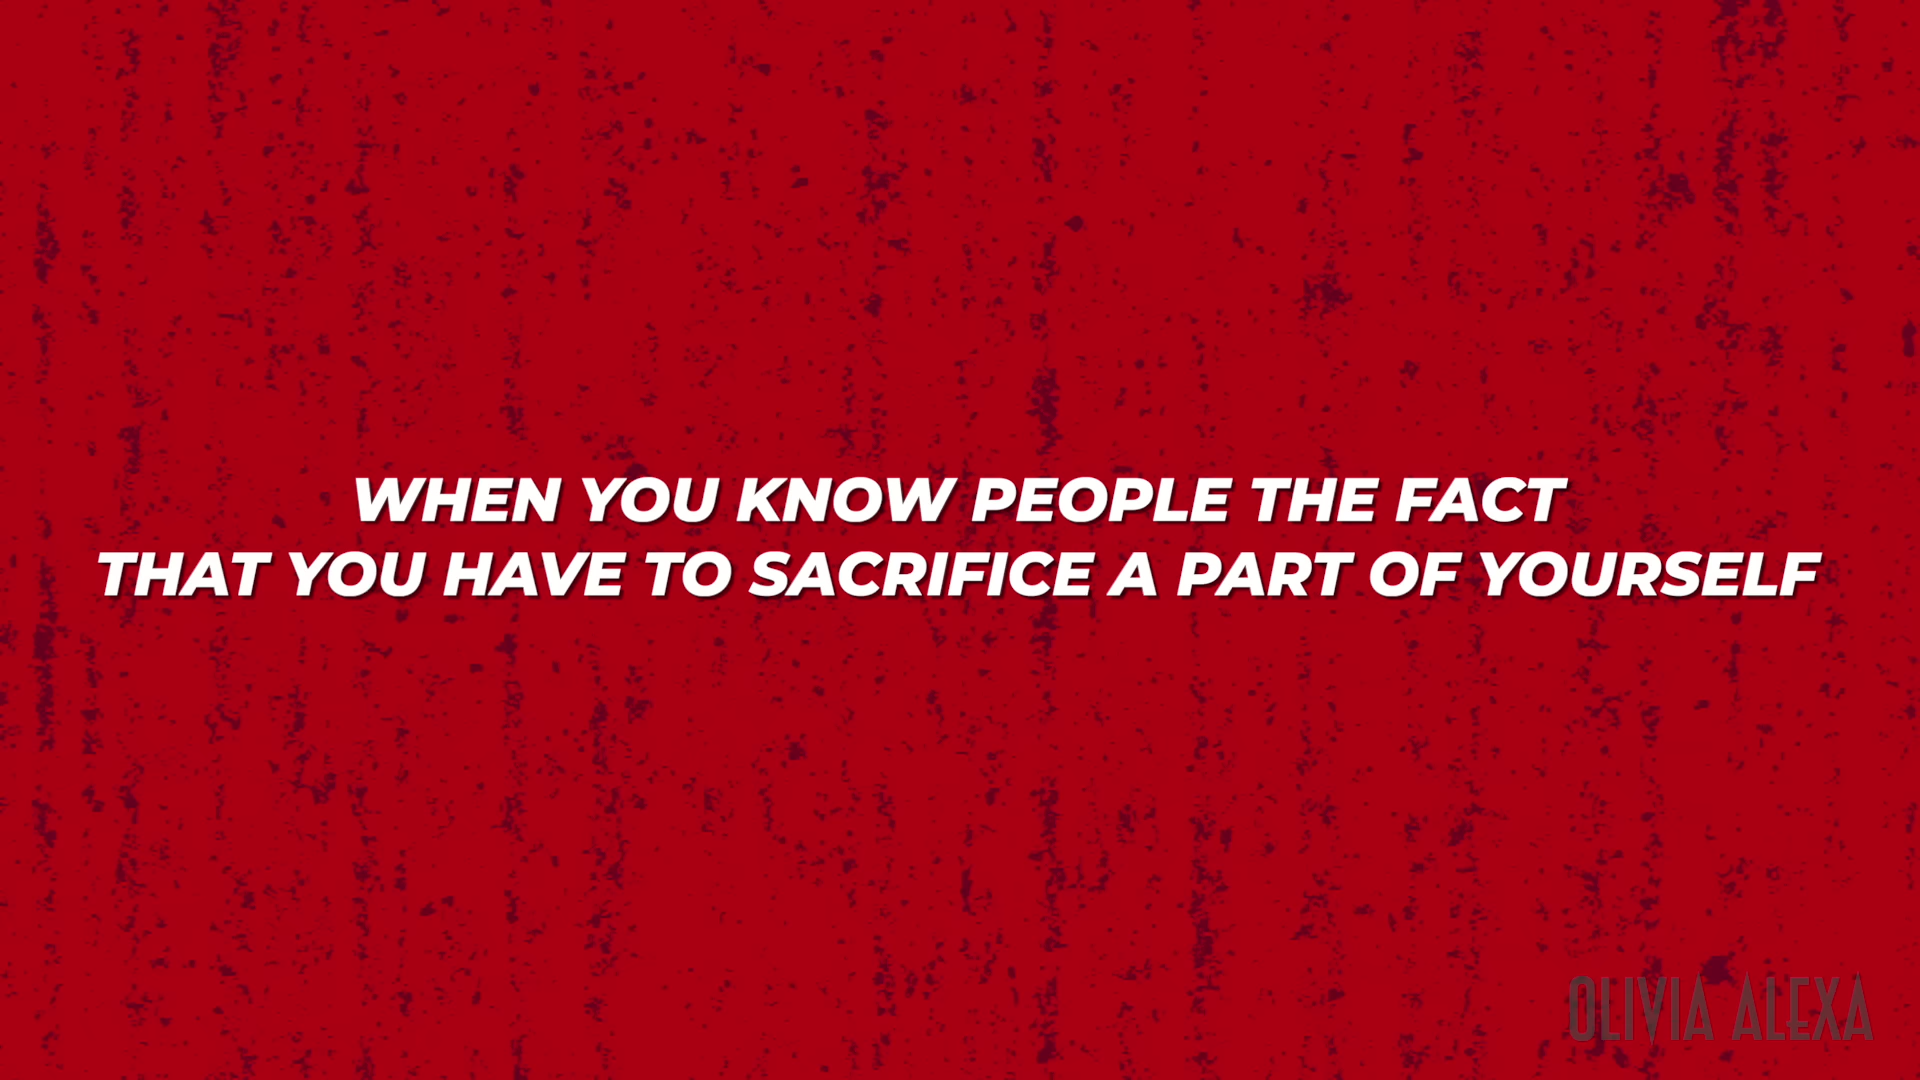 WHEN YOU KNOW PEOPLE THE FACT
THAT YOU HAVE TO SACRIFICE A PART OF YOURSELF
OLIVIA ALEXA